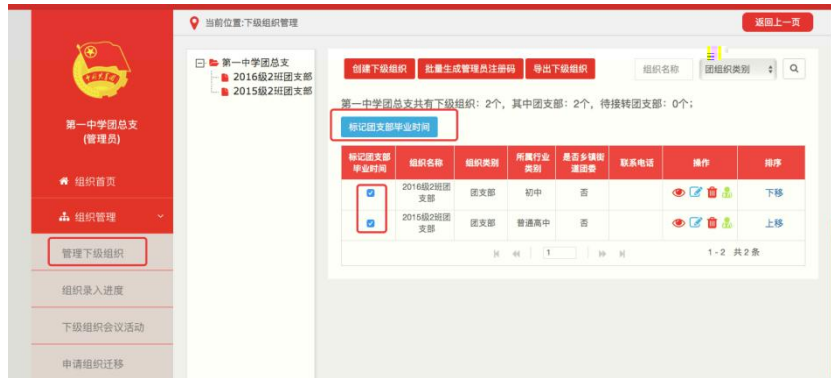 当前位置:下级组织管理
返回上一页
第一中学团总支
(管理员)
组织首页
组织管理
管理下级组织
组织录入进度
下级组织会议活动
申请组织迁移
第一中学团总支
2016级2班团支部
2015级2班团支部
创建下级组织 批量生成管理员注册码 导出下级组织 组织名称 团组织类别
第一中学团总支共有下级组织：2个，其中团支部：2个，待接转团支部：0个；
标记团支部毕业时间
标记团支部毕业时间 组织名称 组织类别 所属行业类别 是否乡镇街道团委 联系电话 操作 排序
2016级2班团支部 团支部 初中 否 下移
2015级2班团支部 团支部 普通高中 否 上移
1 1-2 共2条